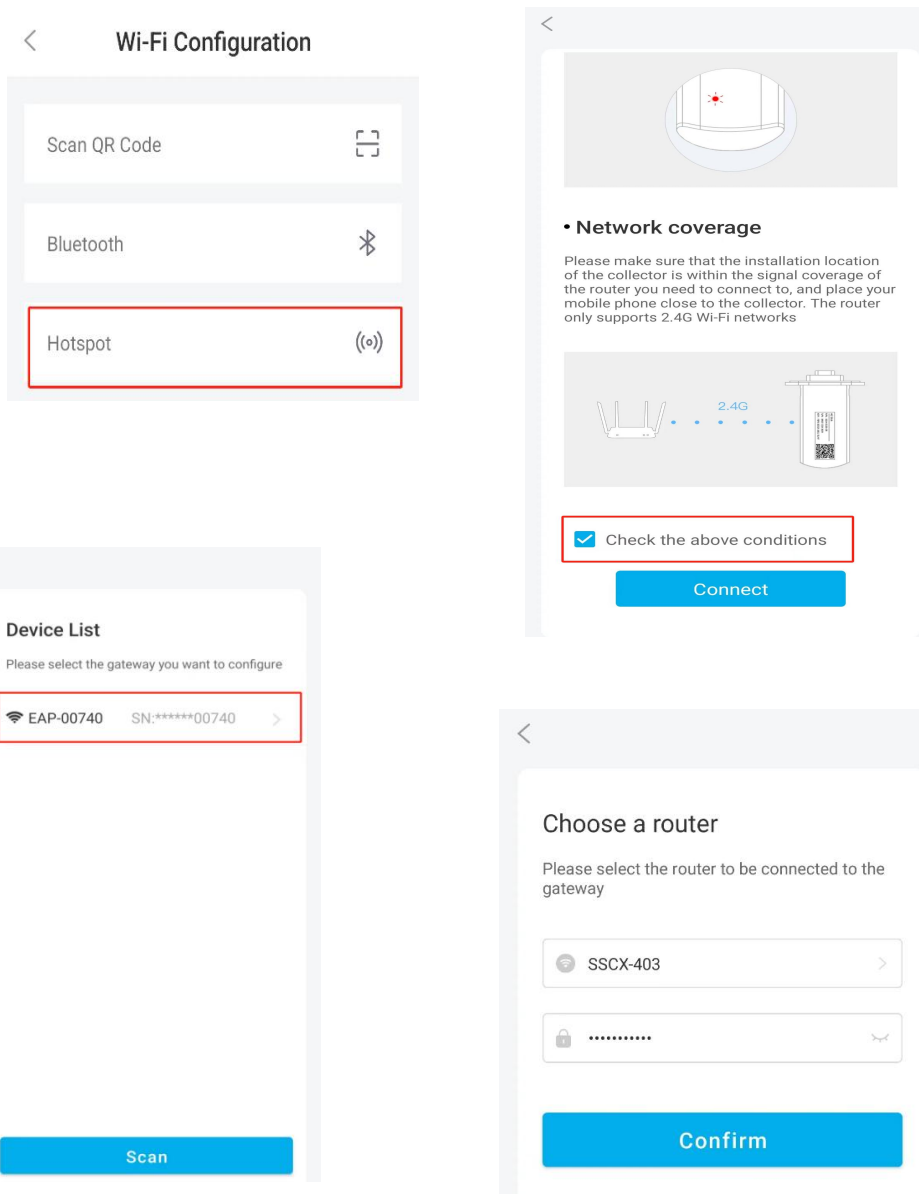 Wi-Fi Configuration
Scan QR Code
Bluetooth
Hotspot
• Network coverage
Please make sure that the installation location
of the collector is within the signal coverage of
the router you need to connect to, and place your
mobile phone close to the collector. The router
only supports 2.4G Wi-Fi networks
2.4G
Check the above conditions
Connect
Device List
Please select the gateway you want to configure
EAP-00740 SN:******00740
Scan
Choose a router
Please select the router to be connected to the
gateway
SSCX-403
•••••••••••
Confirm